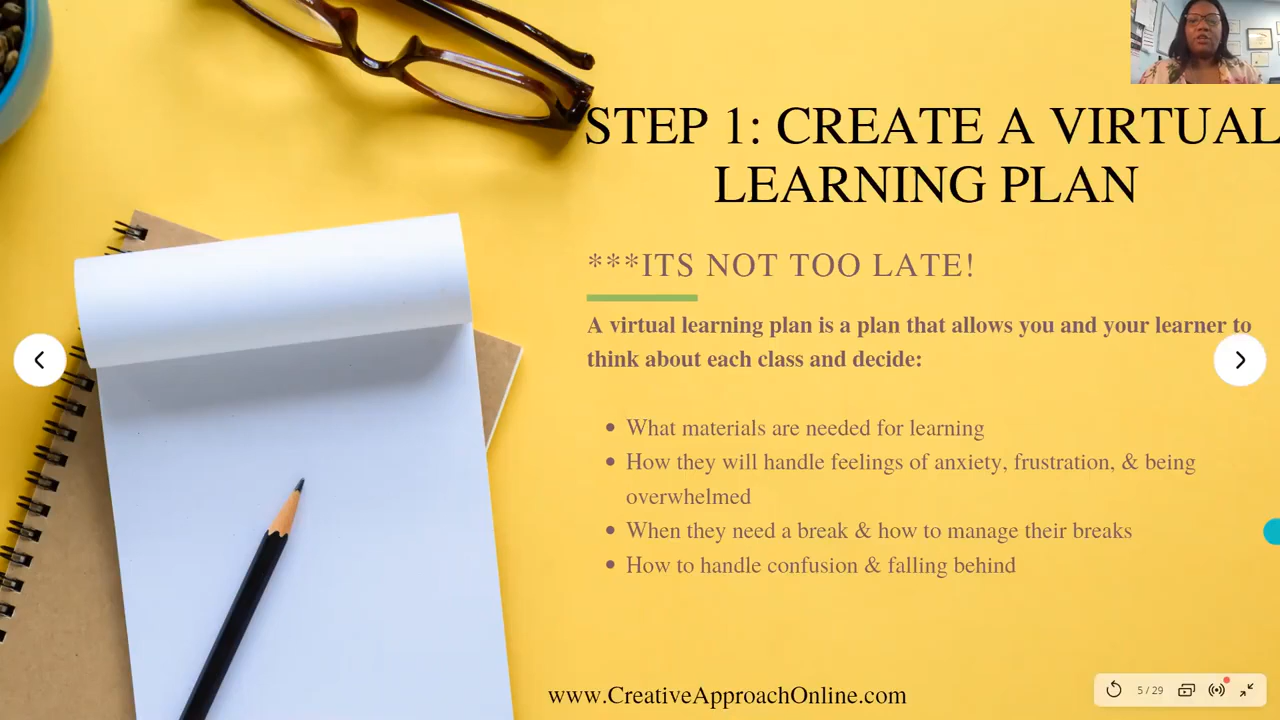 STEP 1: CREATE A VIRTUAL
LEARNING PLAN
***ITS NOT TOO LATE!
A virtual learning plan is a plan that allows you and your learner to
think about each class and decide:
What materials are needed for learning
How they will handle feelings of anxiety, frustration, & being
overwhelmed
When they need a break & how to manage their breaks
How to handle confusion & falling behind
www.CreativeApproachOnline.com
5 / 29